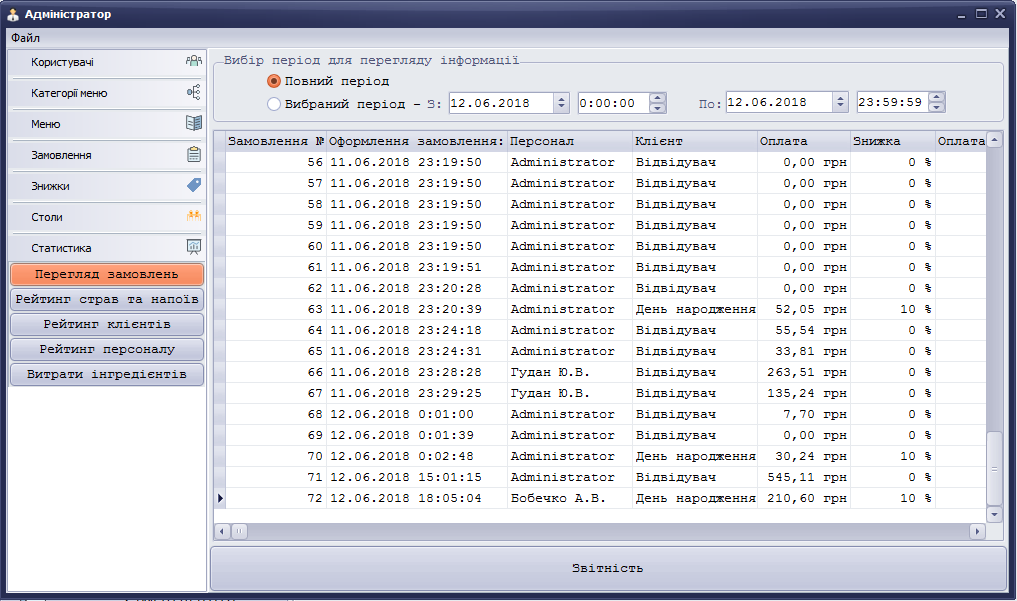 Адміністратор
Файл
Користувачі
Категорії меню
Меню
Замовлення
Знижки
Столи
Статистика
Перегляд замовлень
Рейтинг страв та напоїв
Рейтинг клієнтів
Рейтинг персоналу
Витрати інгредієнтів
Вибір період для перегляду інформації
Повний період
Вибраний період - З: 12.06.2018 0:00:00 По: 12.06.2018 23:59:59
Замовлення № Оформлення замовлення: Персонал Клієнт Оплата Знижка Оплата
56 11.06.2018 23:19:50 Administrator Відвідувач 0,00 грн 0 %
57 11.06.2018 23:19:50 Administrator Відвідувач 0,00 грн 0 %
58 11.06.2018 23:19:50 Administrator Відвідувач 0,00 грн 0 %
59 11.06.2018 23:19:50 Administrator Відвідувач 0,00 грн 0 %
60 11.06.2018 23:19:50 Administrator Відвідувач 0,00 грн 0 %
61 11.06.2018 23:19:51 Administrator Відвідувач 0,00 грн 0 %
62 11.06.2018 23:20:28 Administrator Відвідувач 0,00 грн 0 %
63 11.06.2018 23:20:39 Administrator День народження 52,05 грн 10 %
64 11.06.2018 23:24:18 Administrator Відвідувач 55,54 грн 0 %
65 11.06.2018 23:24:31 Administrator Відвідувач 33,81 грн 0 %
66 11.06.2018 23:28:28 Гудан Ю.В. Відвідувач 263,51 грн 0 %
67 11.06.2018 23:29:25 Гудан Ю.В. Відвідувач 135,24 грн 0 %
68 12.06.2018 0:01:00 Administrator Відвідувач 7,70 грн 0 %
69 12.06.2018 0:01:39 Administrator Відвідувач 0,00 грн 0 %
70 12.06.2018 0:02:48 Administrator День народження 30,24 грн 10 %
71 12.06.2018 15:01:15 Administrator Відвідувач 545,11 грн 0 %
72 12.06.2018 18:05:04 Бобечко А.В. День народження 210,60 грн 10 %
Звітність